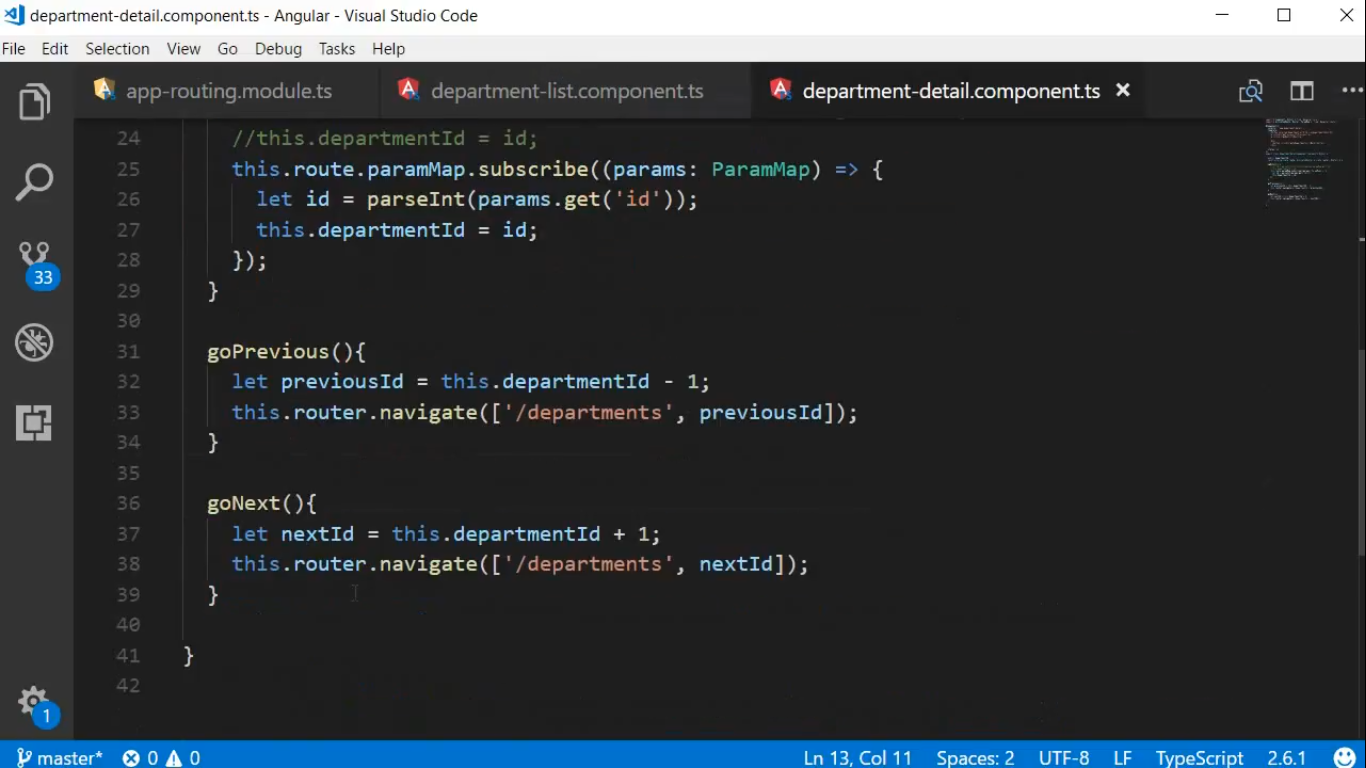 department-detail.component.ts - Angular - Visual Studio Code
File Edit Selection View Go Debug Tasks Help
app-routing.module.ts department-list.component.ts department-detail.component.ts
24 //this.departmentId = id;
25 this.route.paramMap.subscribe((params: ParamMap) => {
26 let id = parseInt(params.get('id'));
27 this.departmentId = id;
28 });
29 }
30
31 goPrevious(){
32 let previousId = this.departmentId - 1;
33 this.router.navigate(['/departments', previousId]);
34 }
35
36 goNext(){
37 let nextId = this.departmentId + 1;
38 this.router.navigate(['/departments', nextId]);
39 }
40
41 }
42
33
1
master* 0 0 Ln 13, Col 11 Spaces: 2 UTF-8 LF TypeScript 2.6.1